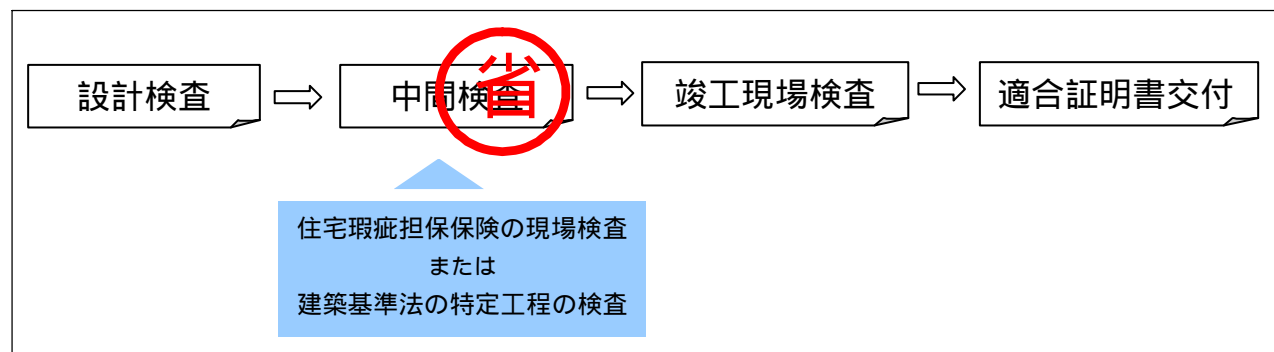 設計検査
中間検査
省
竣工現場検査
適合証明書交付
住宅瑕疵担保保険の現場検査
または
建築基準法の特定工程の検査